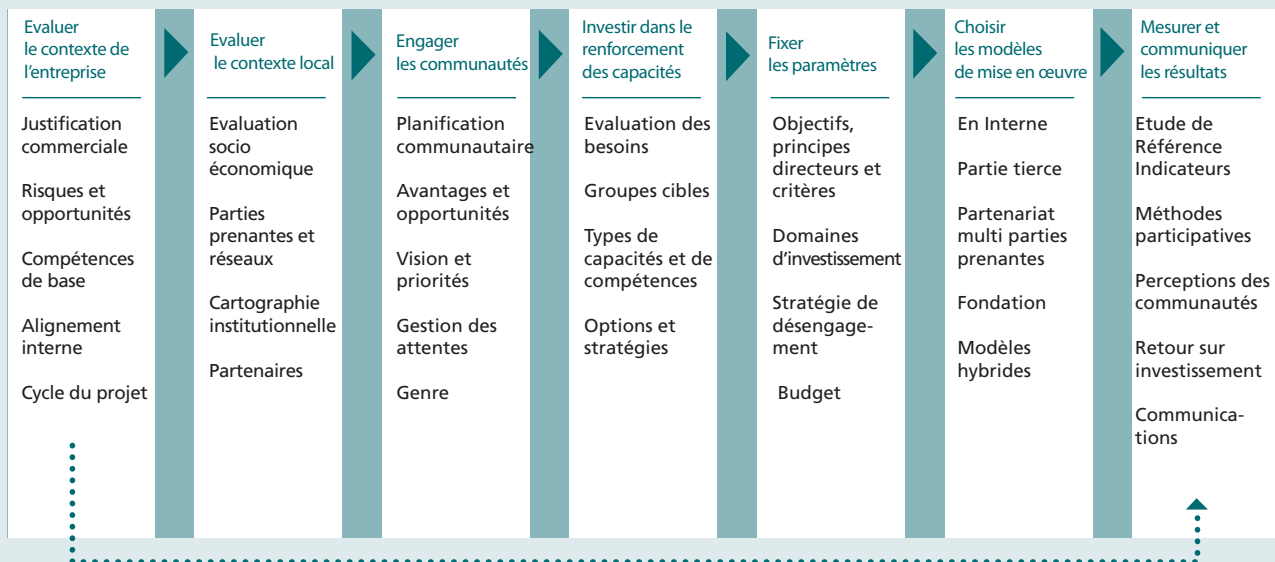 Evaluer
le contexte de
l'entreprise
Justification
commerciale
Risques et
opportunités
Compétences
de base
Alignement
interne
Cycle du projet
Evaluer
le contexte local
Evaluation
socio
économique
Parties
prenantes et
réseaux
Cartographie
institutionnelle
Partenaires
Engager
les communautés
Planification
communautaire
Avantages et
opportunités
Vision et
priorités
Gestion des
attentes
Genre
Investir dans le
renforcement
des capacités
Evaluation des
besoins
Groupes cibles
Types de
capacités et de
compétences
Options et
stratégies
Fixer
les paramètres
Objectifs,
principes
directeurs et
critères
Domaines
d'investissement
Stratégie de
désengage-
ment
Budget
Choisir
les modèles
de mise en œuvre
En Interne
Partie tierce
Partenariat
multi parties
prenantes
Fondation
Modèles
hybrides
Mesurer et
communiquer
les résultats
Etude de
Référence
Indicateurs
Méthodes
participatives
Perceptions des
communautés
Retour sur
investissement
Communica-
tions